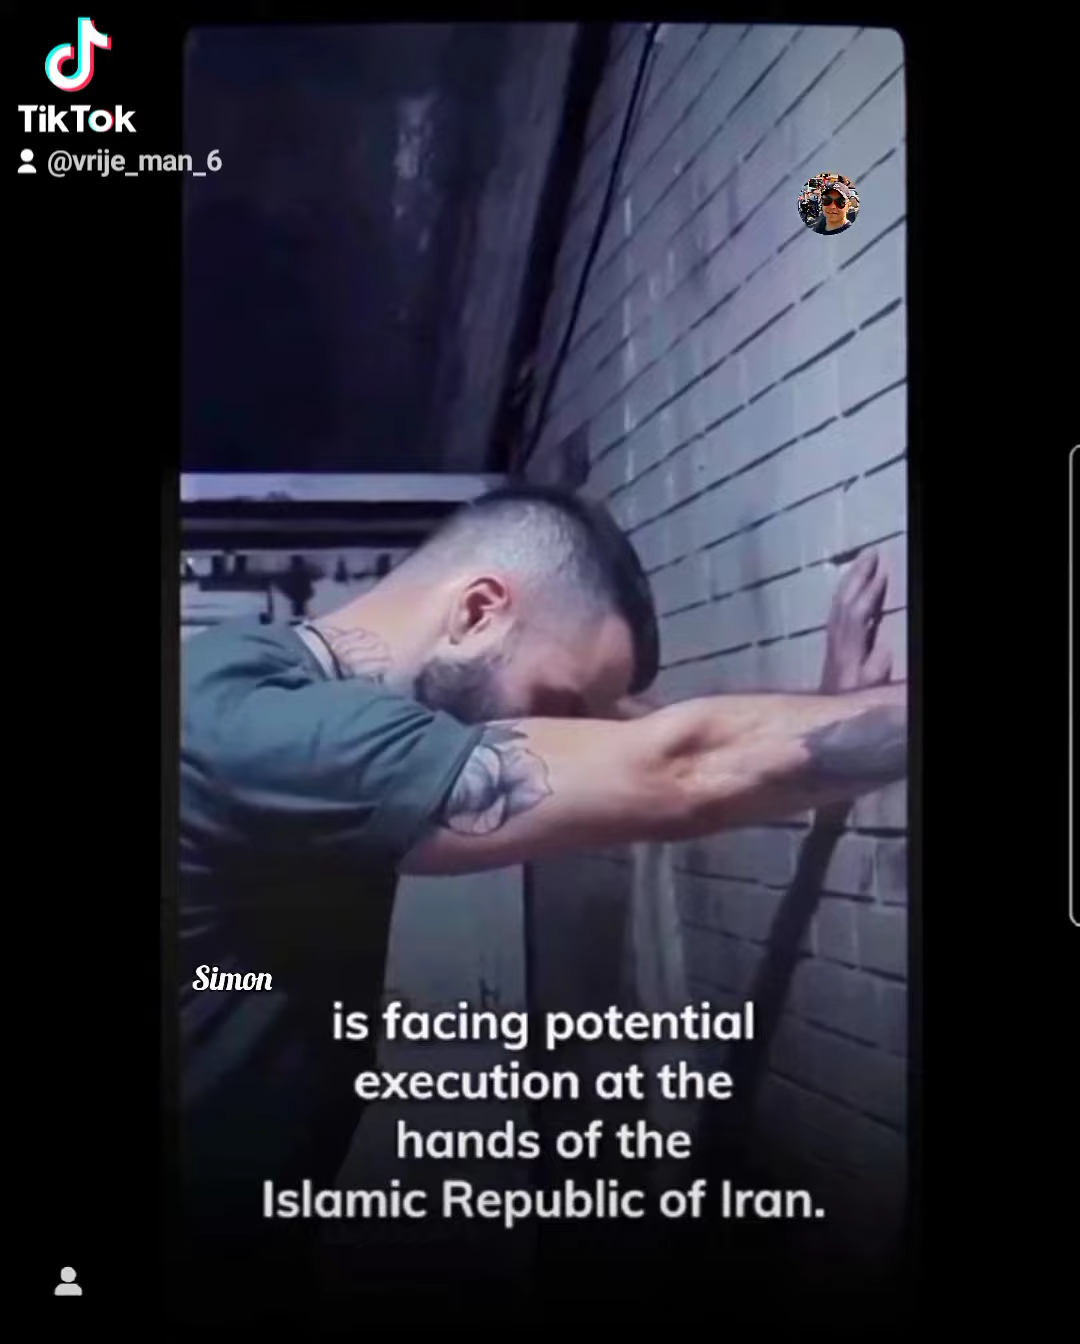 TikTok
@vrije_man_6
Simon
is facing potential
execution at the
hands of the
Islamic Republic of Iran.